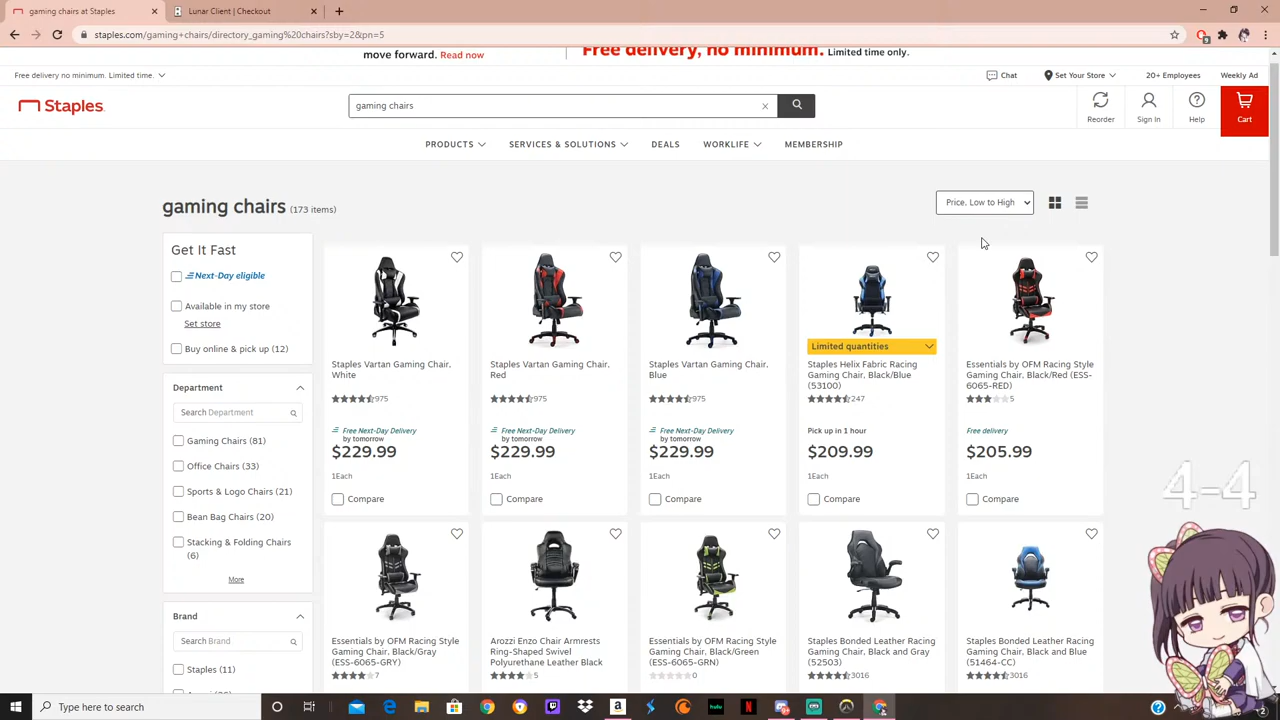 gaming chairs at Staples
Lunar Client
staples.com/gaming+chairs/directory_gaming%20chairs?sby=2&pn=5
9
move forward. Read now
Free delivery, no minimum. Limited time only.
Free delivery no minimum. Limited time.
Chat
Set Your Store
20+ Employees
Weekly Ad
Staples
gaming chairs
Reorder
Sign In
Help
Cart
PRODUCTS
SERVICES & SOLUTIONS
DEALS
WORKLIFE
MEMBERSHIP
gaming chairs (173 items)
Price, Low to High
Get It Fast
Next-Day eligible
Available in my store
Set store
Buy online & pick up (12)
Department
Search Department
Gaming Chairs (81)
Office Chairs (33)
Sports & Logo Chairs (21)
Bean Bag Chairs (20)
Stacking & Folding Chairs
(6)
More
Brand
Search Brand
Staples (11)
Staples Vartan Gaming Chair,
White
975
Free Next-Day Delivery
by tomorrow
$229.99
1Each
Compare
Staples Vartan Gaming Chair,
Red
975
Free Next-Day Delivery
by tomorrow
$229.99
1Each
Compare
Staples Vartan Gaming Chair,
Blue
975
Free Next-Day Delivery
by tomorrow
$229.99
1Each
Compare
Limited quantities
Staples Helix Fabric Racing
Gaming Chair, Black/Blue
(53100)
247
Pick up in 1 hour
$209.99
1Each
Compare
Essentials by OFM Racing Style
Gaming Chair, Black/Red (ESS-
6065-RED)
5
Free delivery
$205.99
1Each
Compare
Essentials by OFM Racing Style
Gaming Chair, Black/Gray
(ESS-6065-GRY)
7
Arozzi Enzo Chair Armrests
Ring-Shaped Swivel
Polyurethane Leather Black
5
Essentials by OFM Racing Style
Gaming Chair, Black/Green
(ESS-6065-GRN)
0
Staples Bonded Leather Racing
Gaming Chair, Black and Gray
(52503)
3016
Staples Bonded Leather Racing
Gaming Chair, Black and Blue
(51464-CC)
3016
4-4
Type here to search
hulu
2